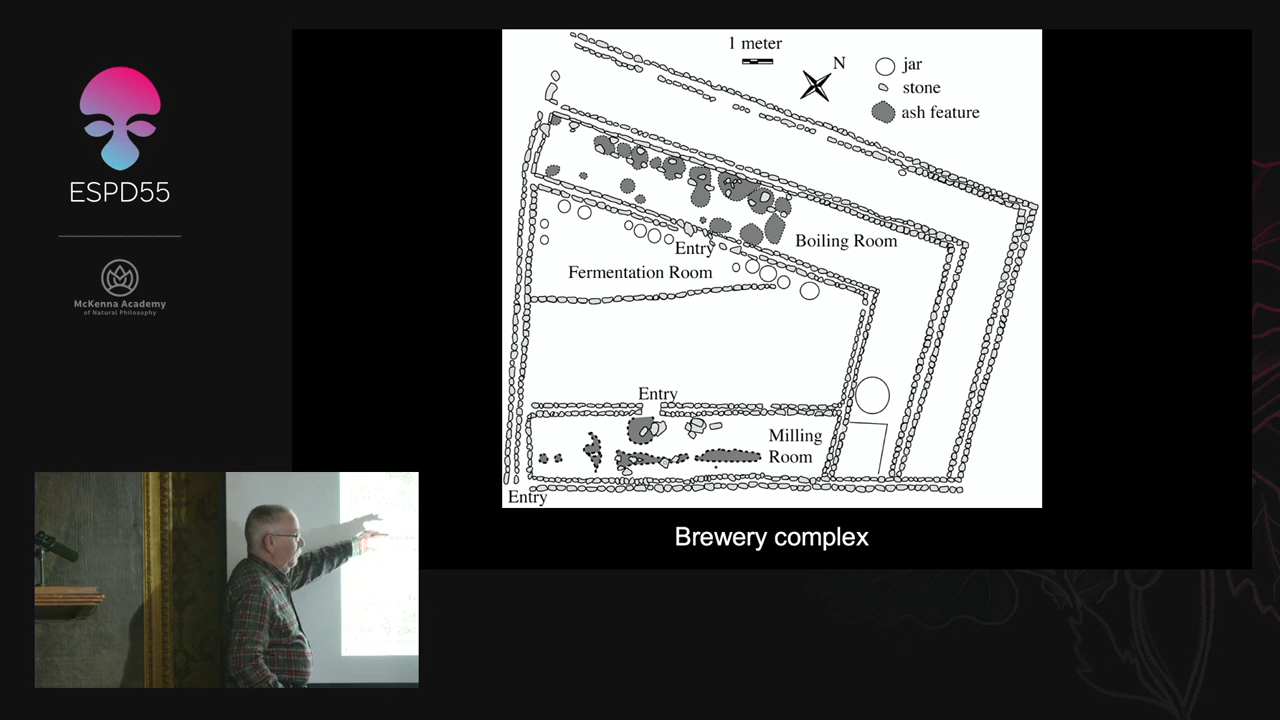 ESPD55
McKenna Academy
of Natural Philosophy
1 meter
N
jar
stone
ash feature
Boiling Room
Entry
Fermentation Room
Entry
Milling
Room
Entry
Brewery complex